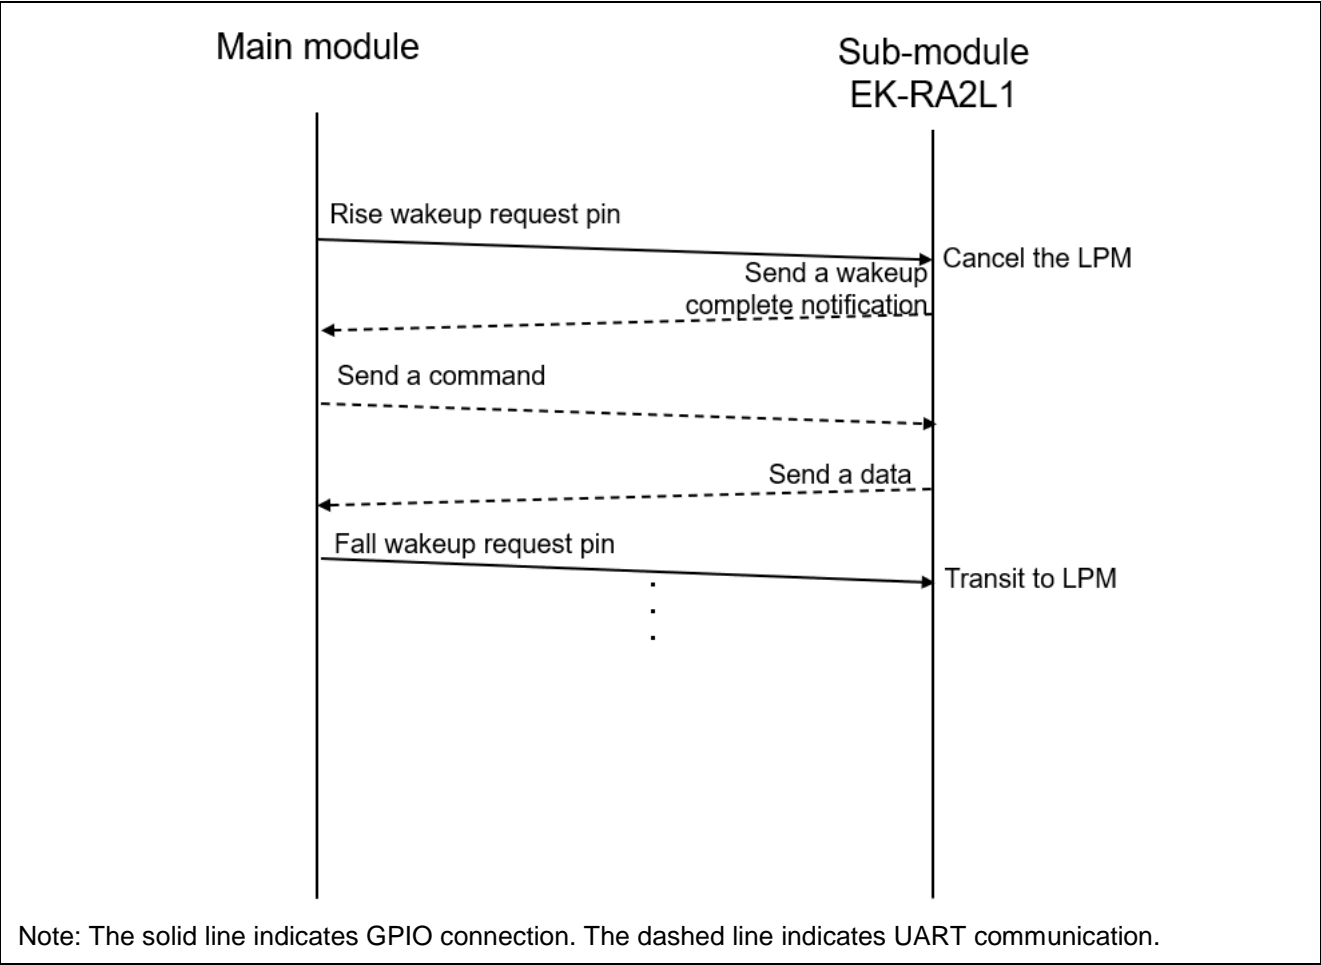 Main module
Sub-module
EK-RA2L1
Rise wakeup request pin
Cancel the LPM
Send a wakeup
complete notification
Send a command
Send a data
Fall wakeup request pin
Transit to LPM
Note: The solid line indicates GPIO connection. The dashed line indicates UART communication.